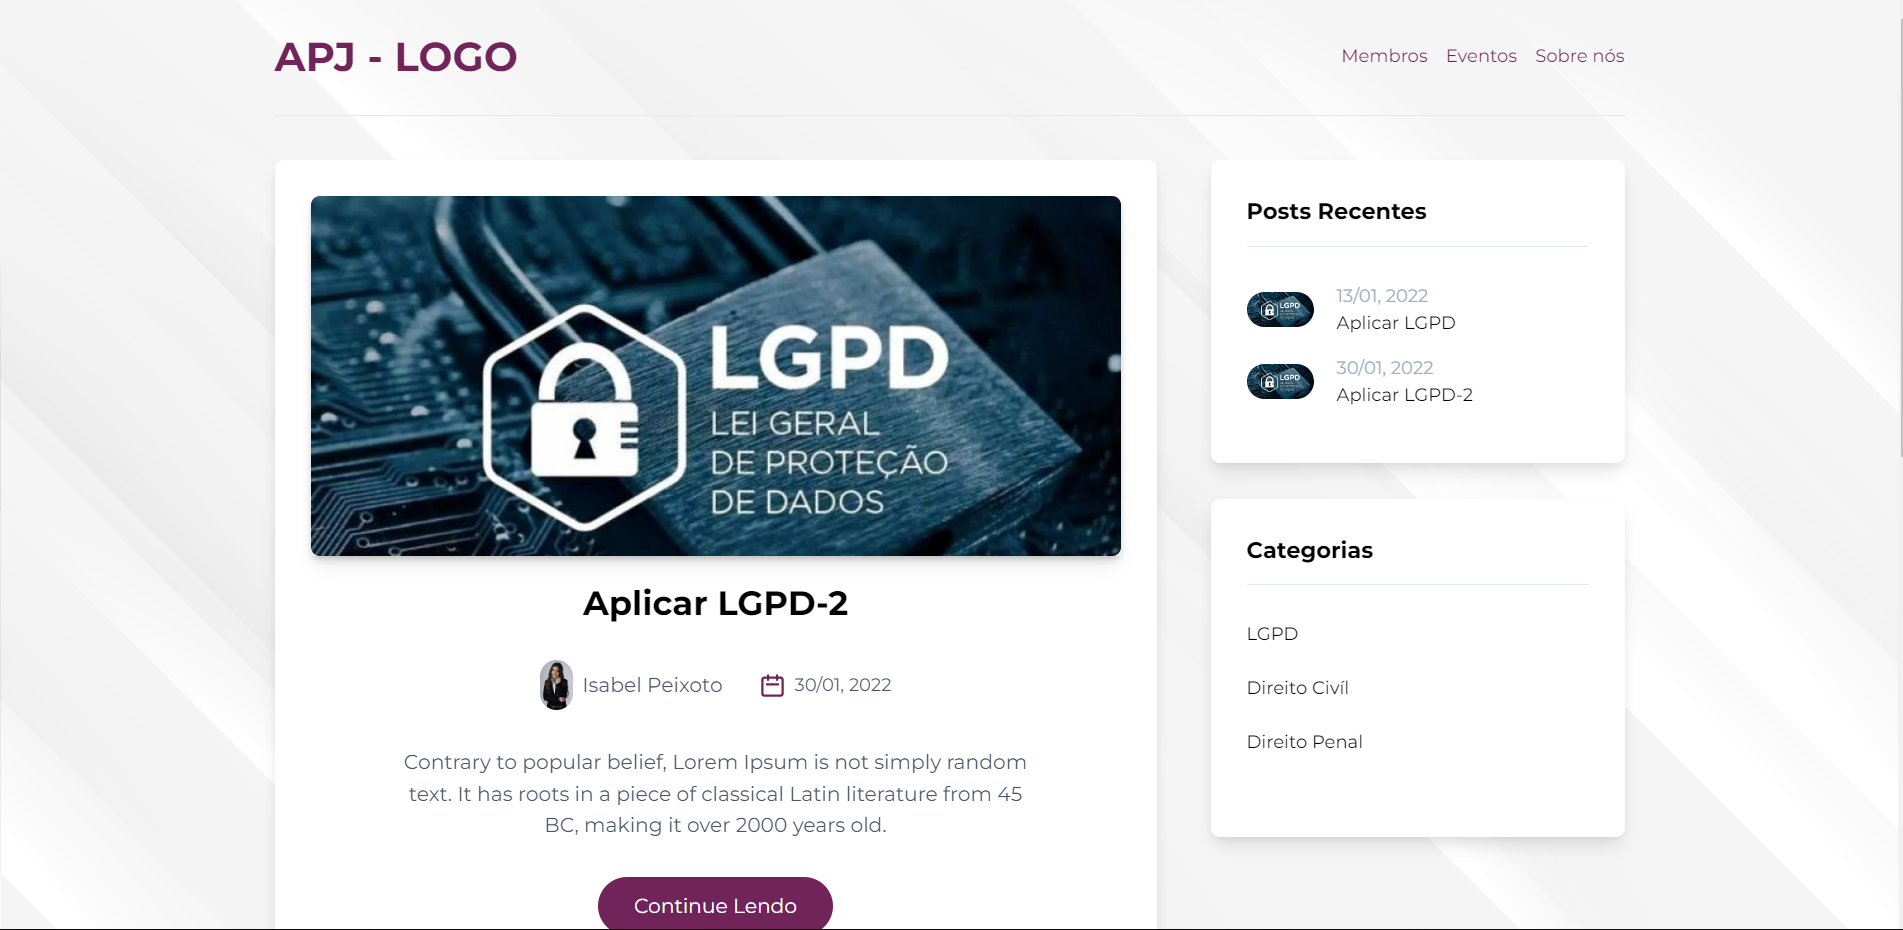 APJ - LOGO
Membros Eventos Sobre nós
LGPD
LEI GERAL
DE PROTEÇÃO
DE DADOS
Aplicar LGPD-2
Isabel Peixoto 30/01, 2022
Contrary to popular belief, Lorem Ipsum is not simply random
text. It has roots in a piece of classical Latin literature from 45
BC, making it over 2000 years old.
Continue Lendo
Posts Recentes
LGPD
13/01, 2022
Aplicar LGPD
LGPD
30/01, 2022
Aplicar LGPD-2
Categorias
LGPD
Direito Civíl
Direito Penal